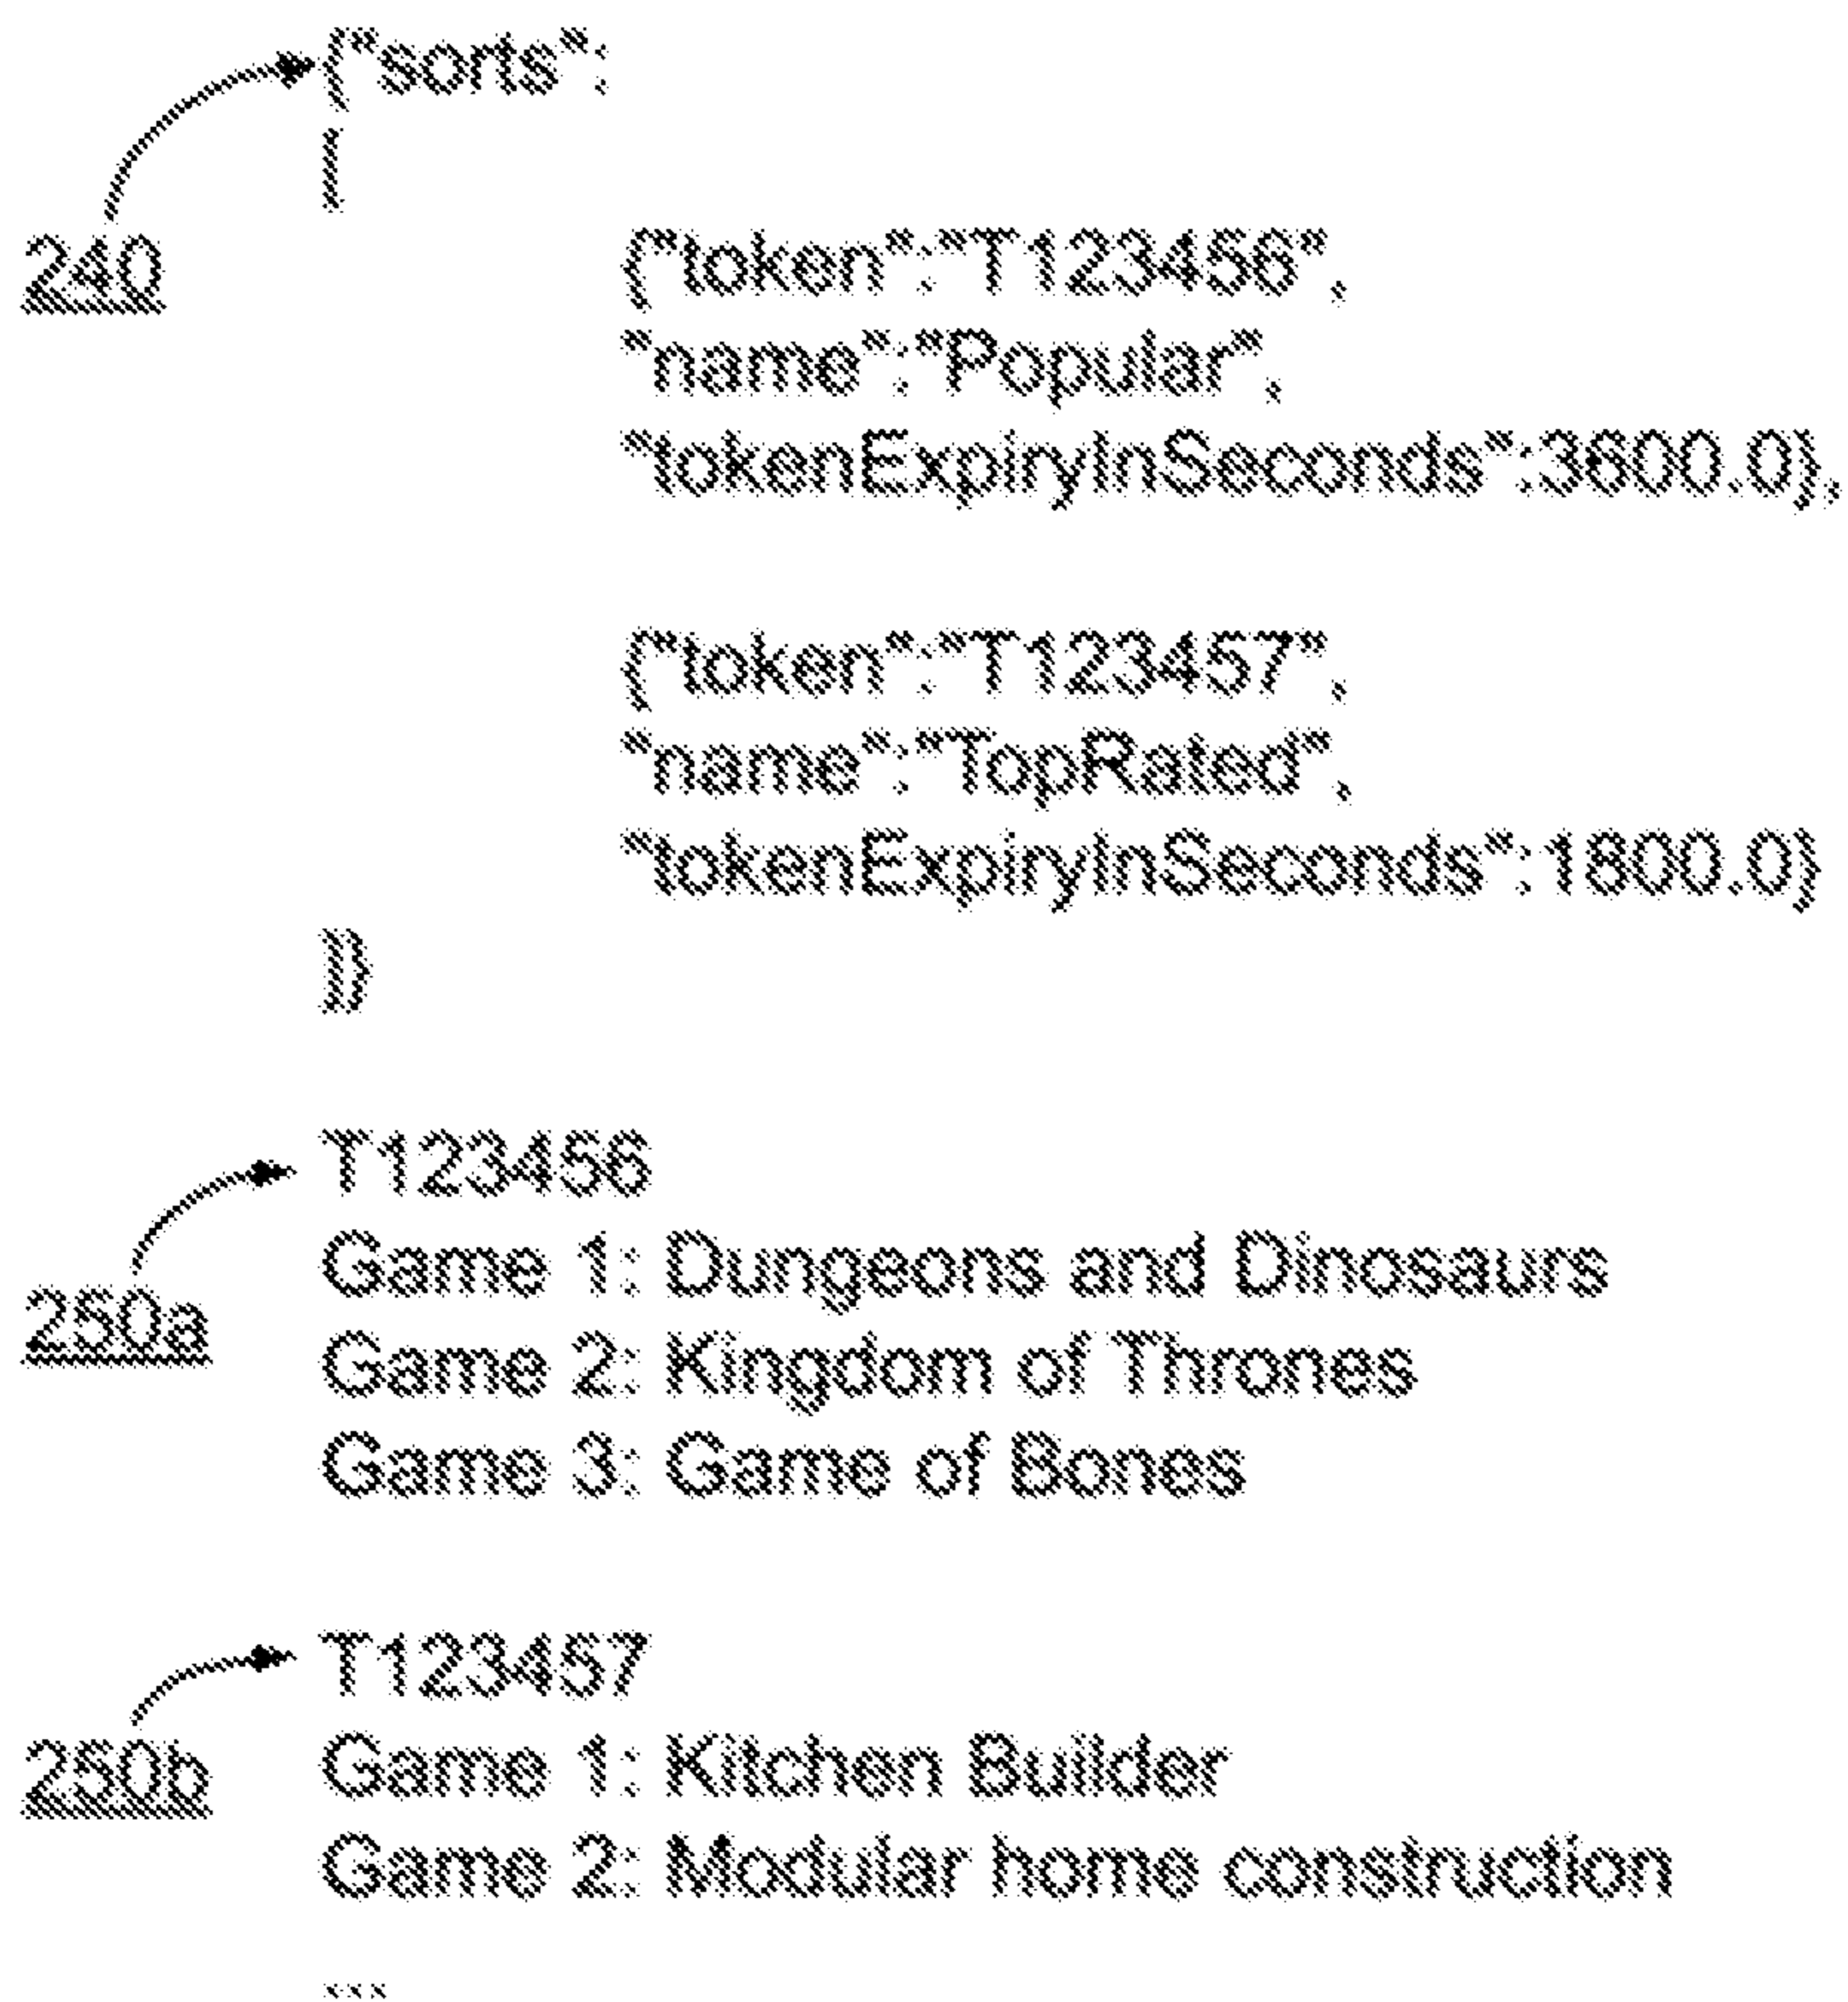 {"sorts":
[
240
{"token":"T123456",
"name":"Popular",
"tokenExpiryInSeconds":3600.0},
{"token":"T123457",
"name":"TopRated",
"tokenExpiryInSeconds":1800.0}
]}
T123456
Game 1: Dungeons and Dinosaurs
250a
Game 2: Kingdom of Thrones
Game 3: Game of Bones
T123457
250b
Game 1: Kitchen Builder
Game 2: Modular home construction
...